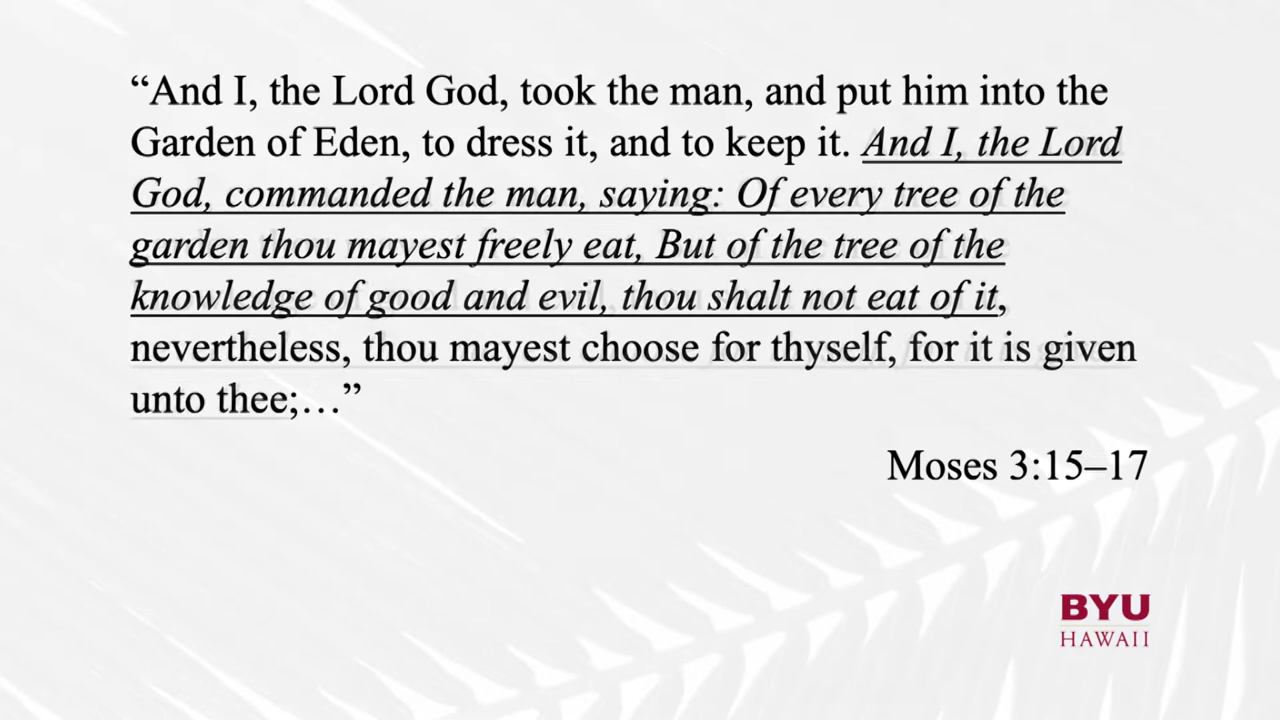 “And I, the Lord God, took the man, and put him into the
Garden of Eden, to dress it, and to keep it. And I, the Lord
God, commanded the man, saying: Of every tree of the
garden thou mayest freely eat, But of the tree of the
knowledge of good and evil, thou shalt not eat of it,
nevertheless, thou mayest choose for thyself, for it is given
unto thee;…”
Moses 3:15–17
BYU
HAWAII